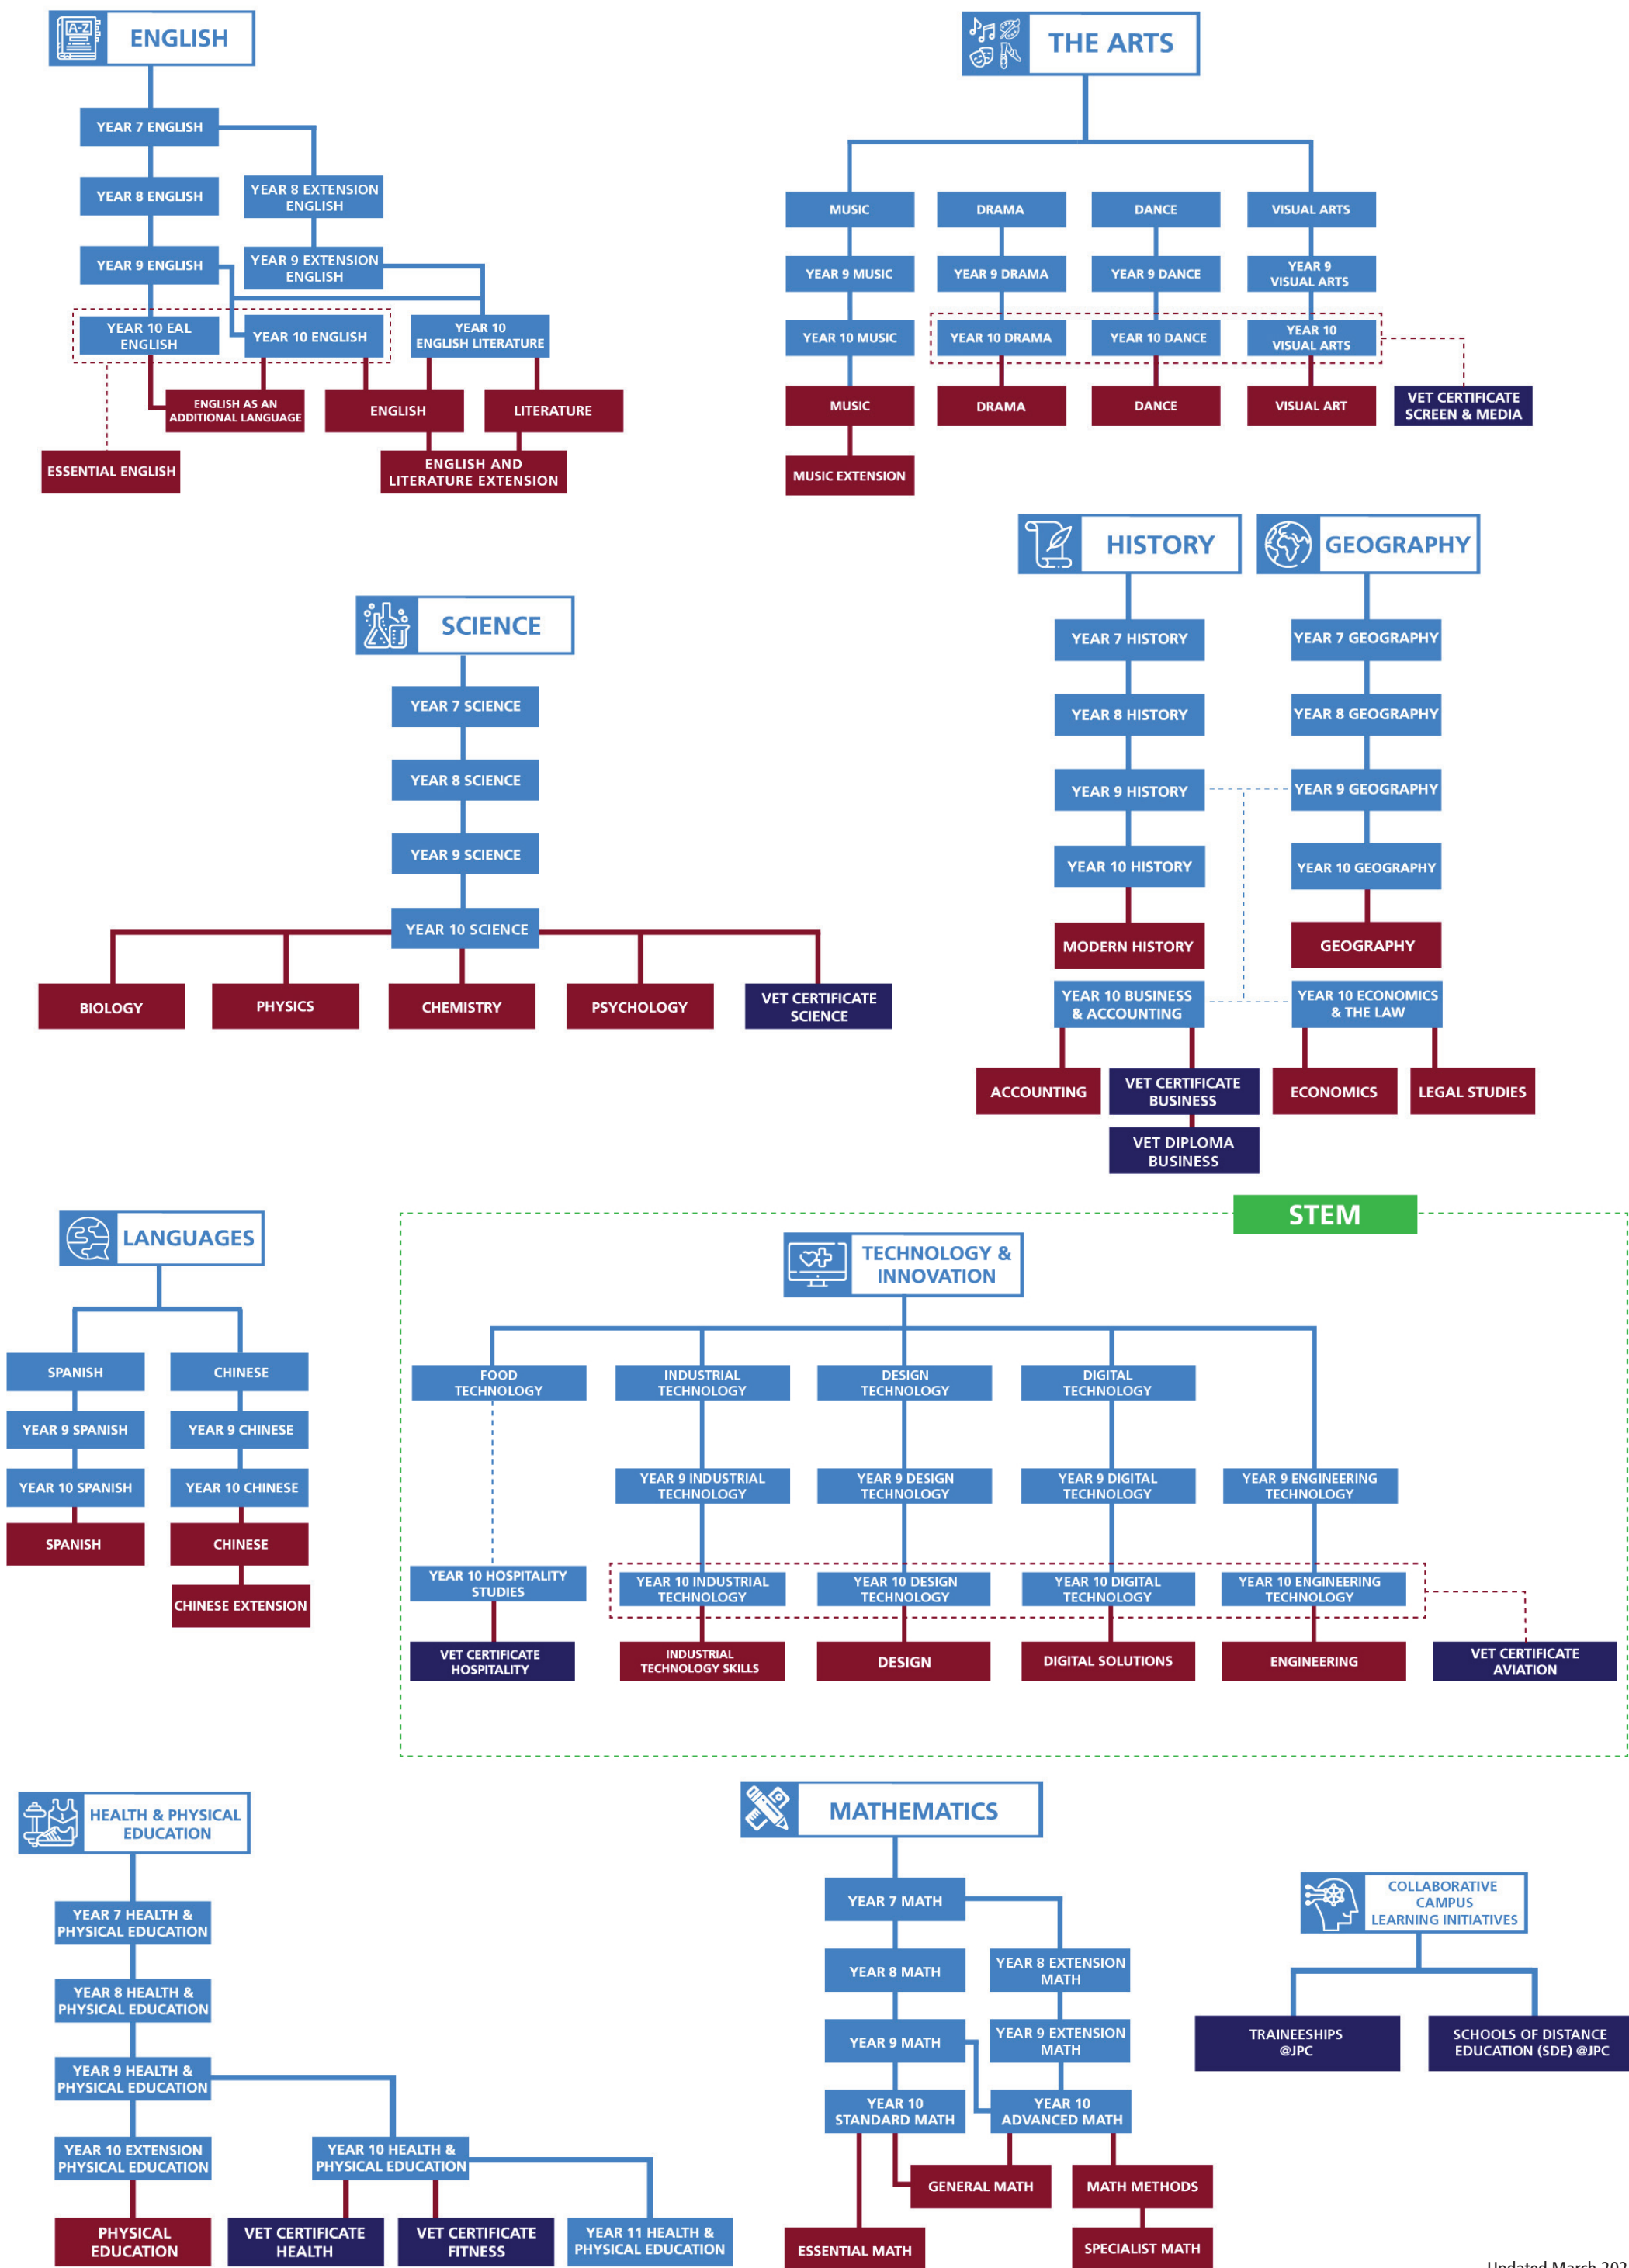 A-Z
ENGLISH
YEAR 7 ENGLISH
YEAR 8 ENGLISH
YEAR 8 EXTENSION
ENGLISH
YEAR 9 ENGLISH
YEAR 9 EXTENSION
ENGLISH
YEAR 10 EAL
ENGLISH
YEAR 10 ENGLISH
YEAR 10
ENGLISH LITERATURE
ENGLISH AS AN
ADDITIONAL LANGUAGE
ENGLISH
LITERATURE
ESSENTIAL ENGLISH
ENGLISH AND
LITERATURE EXTENSION
THE ARTS
MUSIC
DRAMA
DANCE
VISUAL ARTS
YEAR 9 MUSIC
YEAR 9 DRAMA
YEAR 9 DANCE
YEAR 9
VISUAL ARTS
YEAR 10 MUSIC
YEAR 10 DRAMA
YEAR 10 DANCE
YEAR 10
VISUAL ARTS
MUSIC
DRAMA
DANCE
VISUAL ART
VET CERTIFICATE
SCREEN & MEDIA
MUSIC EXTENSION
SCIENCE
YEAR 7 SCIENCE
YEAR 8 SCIENCE
YEAR 9 SCIENCE
YEAR 10 SCIENCE
BIOLOGY
PHYSICS
CHEMISTRY
PSYCHOLOGY
VET CERTIFICATE
SCIENCE
HISTORY
YEAR 7 HISTORY
YEAR 8 HISTORY
YEAR 9 HISTORY
YEAR 10 HISTORY
MODERN HISTORY
YEAR 10 BUSINESS
& ACCOUNTING
ACCOUNTING
VET CERTIFICATE
BUSINESS
VET DIPLOMA
BUSINESS
GEOGRAPHY
YEAR 7 GEOGRAPHY
YEAR 8 GEOGRAPHY
YEAR 9 GEOGRAPHY
YEAR 10 GEOGRAPHY
GEOGRAPHY
YEAR 10 ECONOMICS
& THE LAW
ECONOMICS
LEGAL STUDIES
LANGUAGES
SPANISH
CHINESE
YEAR 9 SPANISH
YEAR 9 CHINESE
YEAR 10 SPANISH
YEAR 10 CHINESE
SPANISH
CHINESE
CHINESE EXTENSION
STEM
TECHNOLOGY &
INNOVATION
FOOD
TECHNOLOGY
INDUSTRIAL
TECHNOLOGY
DESIGN
TECHNOLOGY
DIGITAL
TECHNOLOGY
YEAR 9 INDUSTRIAL
TECHNOLOGY
YEAR 9 DESIGN
TECHNOLOGY
YEAR 9 DIGITAL
TECHNOLOGY
YEAR 9 ENGINEERING
TECHNOLOGY
YEAR 10 HOSPITALITY
STUDIES
YEAR 10 INDUSTRIAL
TECHNOLOGY
YEAR 10 DESIGN
TECHNOLOGY
YEAR 10 DIGITAL
TECHNOLOGY
YEAR 10 ENGINEERING
TECHNOLOGY
VET CERTIFICATE
HOSPITALITY
INDUSTRIAL
TECHNOLOGY SKILLS
DESIGN
DIGITAL SOLUTIONS
ENGINEERING
VET CERTIFICATE
AVIATION
HEALTH & PHYSICAL
EDUCATION
YEAR 7 HEALTH &
PHYSICAL EDUCATION
YEAR 8 HEALTH &
PHYSICAL EDUCATION
YEAR 9 HEALTH &
PHYSICAL EDUCATION
YEAR 10 EXTENSION
PHYSICAL EDUCATION
YEAR 10 HEALTH &
PHYSICAL EDUCATION
PHYSICAL
EDUCATION
VET CERTIFICATE
HEALTH
VET CERTIFICATE
FITNESS
YEAR 11 HEALTH &
PHYSICAL EDUCATION
MATHEMATICS
YEAR 7 MATH
YEAR 8 MATH
YEAR 8 EXTENSION
MATH
YEAR 9 MATH
YEAR 9 EXTENSION
MATH
YEAR 10
STANDARD MATH
YEAR 10
ADVANCED MATH
GENERAL MATH
MATH METHODS
ESSENTIAL MATH
SPECIALIST MATH
COLLABORATIVE
CAMPUS
LEARNING INITIATIVES
TRAINEESHIPS
@JPC
SCHOOLS OF DISTANCE
EDUCATION (SDE) @JPC
Updated March